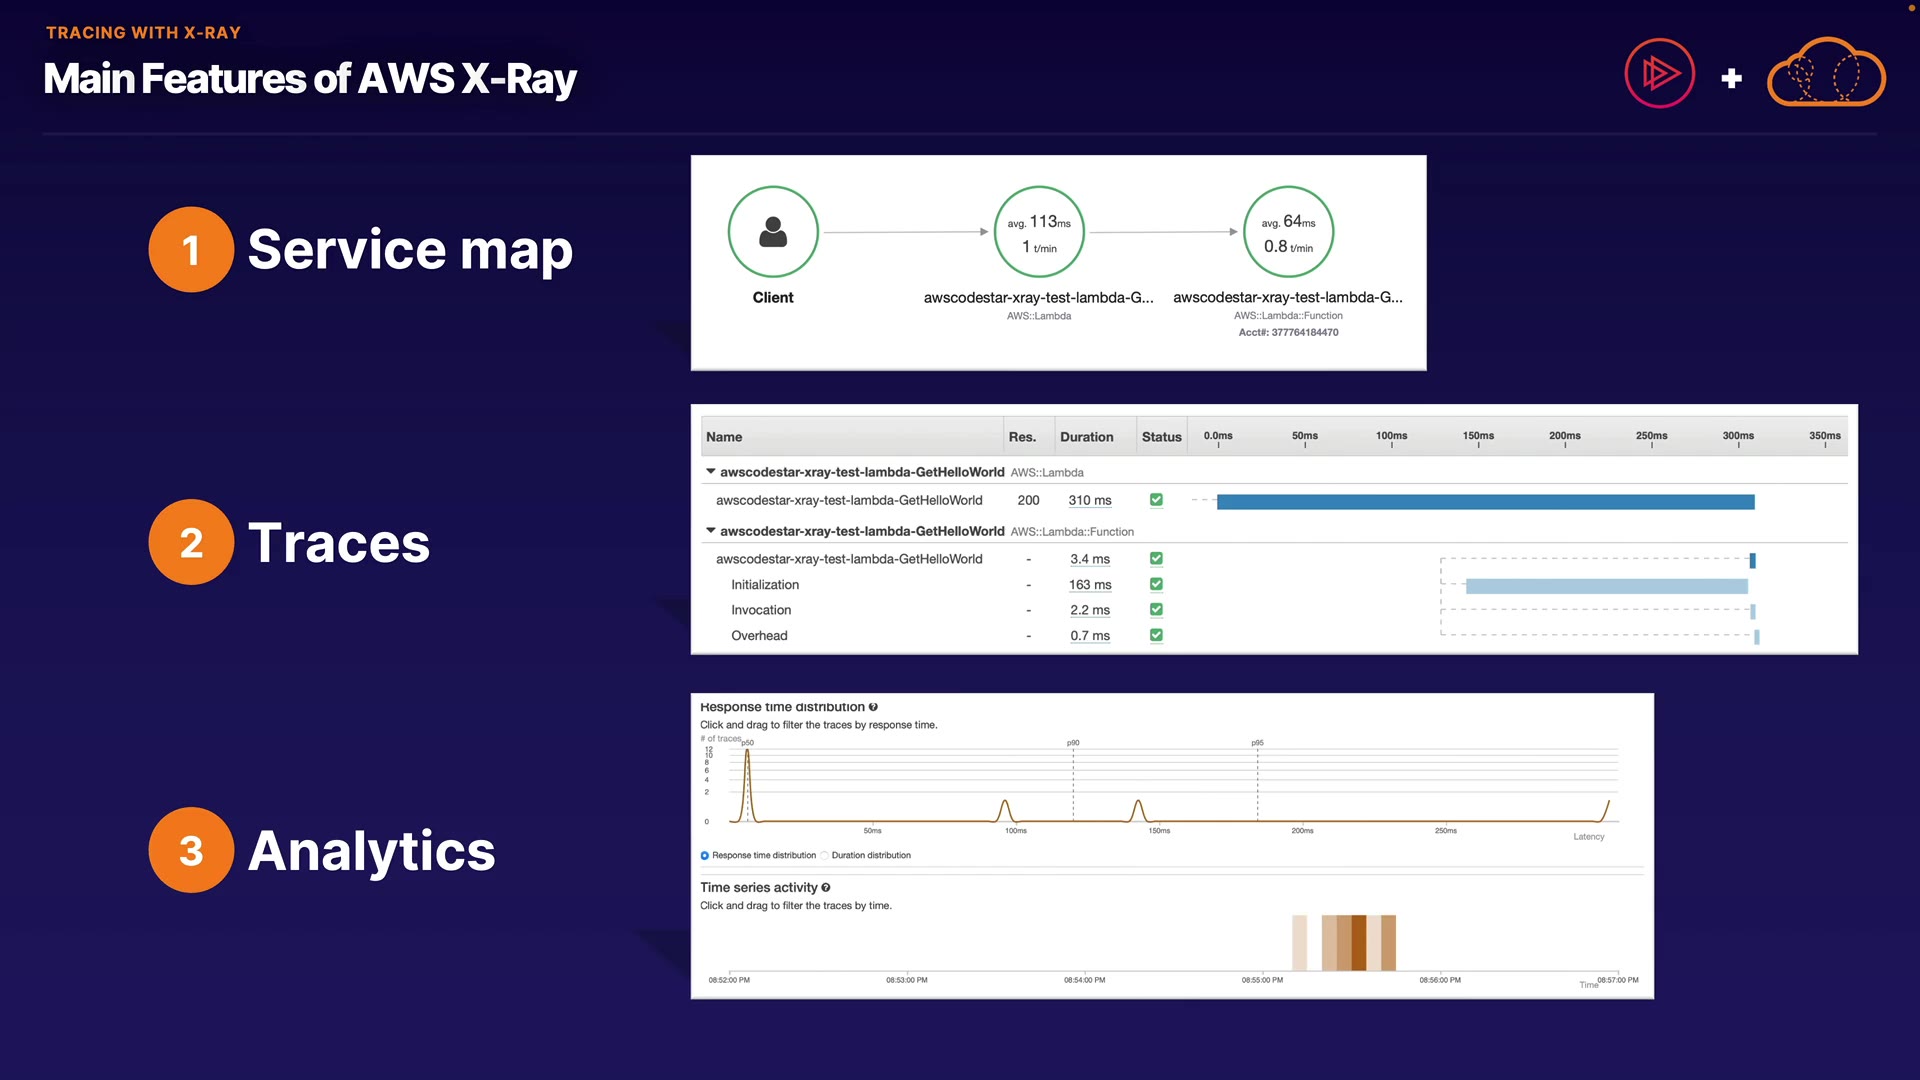 TRACING WITH X-RAY
Main Features of AWS X-Ray
+
1 Service map
avg. 113ms
1 t/min
avg. 64ms
0.8 t/min
Client
awscodestar-xray-test-lambda-G...
AWS::Lambda
awscodestar-xray-test-lambda-G...
AWS::Lambda::Function
Acct#: 377764184470
2 Traces
Name Res. Duration Status 0.0ms 50ms 100ms 150ms 200ms 250ms 300ms 350ms
awscodestar-xray-test-lambda-GetHelloWorld AWS::Lambda
awscodestar-xray-test-lambda-GetHelloWorld 200 310 ms
awscodestar-xray-test-lambda-GetHelloWorld AWS::Lambda::Function
awscodestar-xray-test-lambda-GetHelloWorld - 3.4 ms
Initialization - 163 ms
Invocation - 2.2 ms
Overhead - 0.7 ms
3 Analytics
Response time distribution ?
Click and drag to filter the traces by response time.
# of traces
p50 p90 p95
12
10
8
6
4
2
0
50ms 100ms 150ms 200ms 250ms
Latency
Response time distribution Duration distribution
Time series activity ?
Click and drag to filter the traces by time.
08:52:00 PM 08:53:00 PM 08:54:00 PM 08:55:00 PM 08:56:00 PM 08:57:00 PM
Time